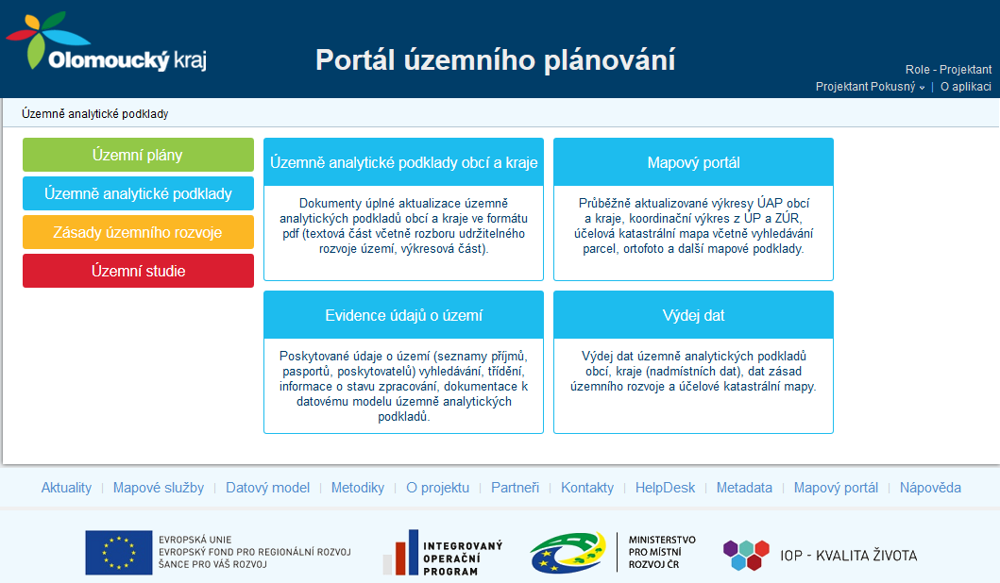 Olomoucký kraj
Portál územního plánování
Role - Projektant
Projektant Pokusný | O aplikaci
Územně analytické podklady
Územní plány
Územně analytické podklady
Zásady územního rozvoje
Územní studie
Územně analytické podklady obcí a kraje
Dokumenty úplné aktualizace územně
analytických podkladů obcí a kraje ve formátu
pdf (textová část včetně rozboru udržitelného
rozvoje území, výkresová část).
Mapový portál
Průběžně aktualizované výkresy ÚAP obcí
a kraje, koordinační výkres z ÚP a ZÚR,
účelová katastrální mapa včetně vyhledávání
parcel, ortofoto a další mapové podklady.
Evidence údajů o území
Poskytované údaje o území (seznamy příjmů,
pasportů, poskytovatelů) vyhledávání, třídění,
informace o stavu zpracování, dokumentace k
datovému modelu územně analytických
podkladů.
Výdej dat
Výdej dat územně analytických podkladů
obcí, kraje (nadmístních dat), dat zásad
územního rozvoje a účelové katastrální mapy.
Aktuality | Mapové služby | Datový model | Metodiky | O projektu | Partneři | Kontakty | HelpDesk | Metadata | Mapový portál | Nápověda
EVROPSKÁ UNIE
EVROPSKÝ FOND PRO REGIONÁLNÍ ROZVOJ
ŠANCE PRO VÁŠ ROZVOJ
INTEGROVANÝ
OPERAČNÍ
PROGRAM
MINISTERSTVO
PRO MÍSTNÍ
ROZVOJ ČR
IOP - KVALITA ŽIVOTA